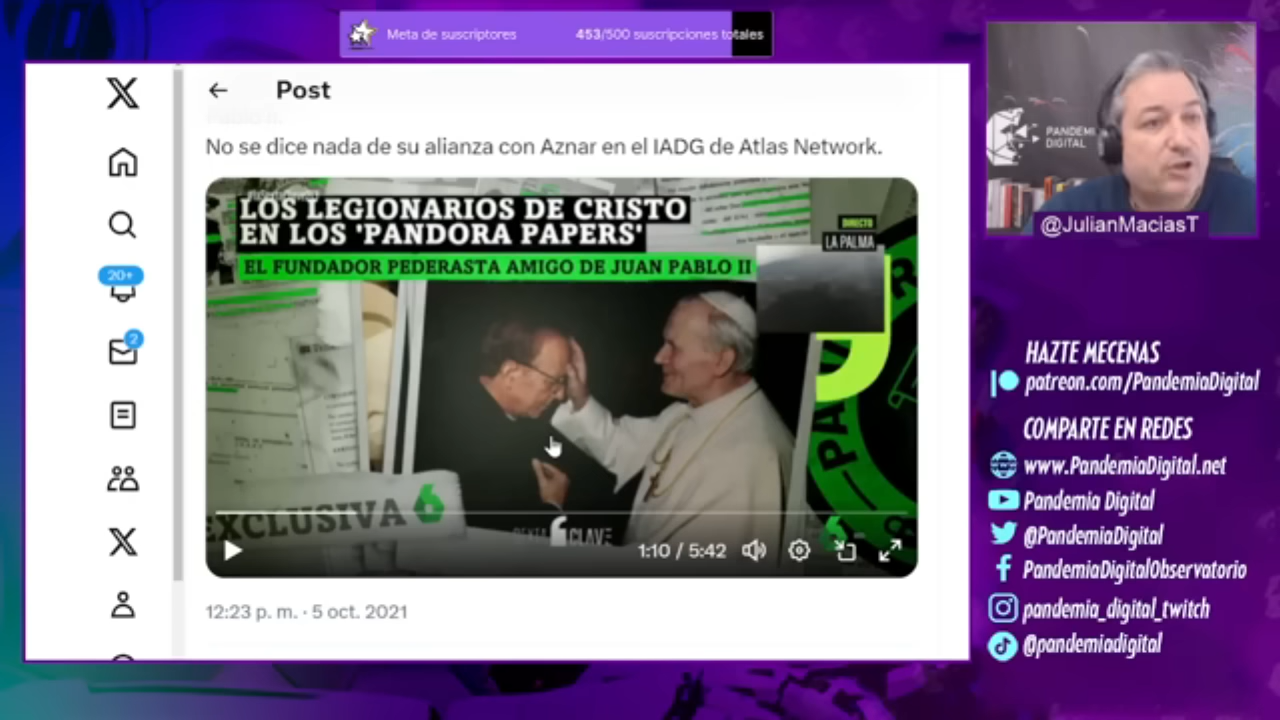 Meta de suscriptores
453/500 suscripciones totales
Post
No se dice nada de su alianza con Aznar en el IADG de Atlas Network.
LOS LEGIONARIOS DE CRISTO
EN LOS 'PANDORA PAPERS'
EL FUNDADOR PEDERASTA AMIGO DE JUAN PABLO II
DIRECTO
LA PALMA
EXCLUSIVA 6
CLAVE
1:10 / 5:42
12:23 p. m. · 5 oct. 2021
20+
2
PANDEMI
DIGITAL
@JulianMaciasT
HAZTE MECENAS
patreon.com/PandemiaDigital
COMPARTE EN REDES
www.PandemiaDigital.net
Pandemia Digital
@PandemiaDigital
PandemiaDigitalObservatorio
pandemia_digital_twitch
@pandemiadigital